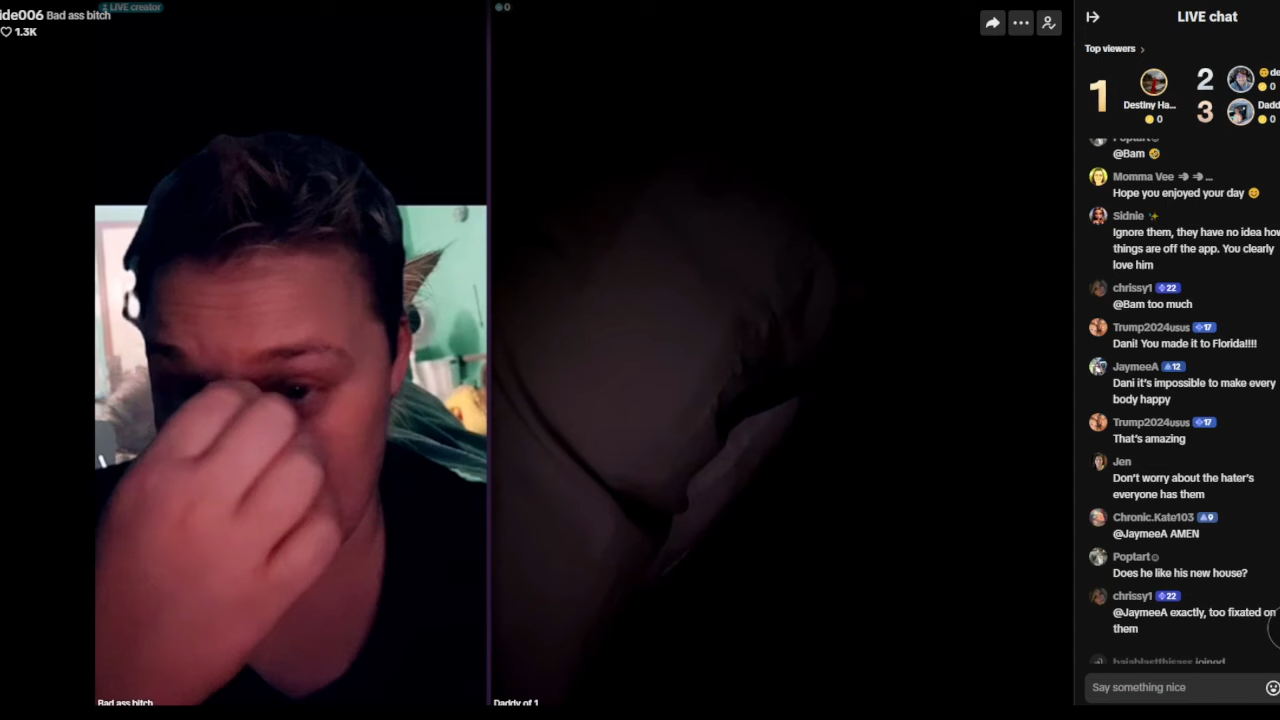 ide006 Bad ass bitch
LIVE creator
1.3K
0
LIVE chat
Top viewers
1
Destiny Ha...
0
2
de
0
3
Dadd
0
Poptart
@Bam 🤣
Momma Vee ...
Hope you enjoyed your day 😊
Sidnie ✨
Ignore them, they have no idea how
things are off the app. You clearly
love him
chrissy1 22
@Bam too much
Trump2024usus 17
Dani! You made it to Florida!!!!
JaymeeA 12
Dani it's impossible to make every
body happy
Trump2024usus 17
That's amazing
Jen
Don't worry about the hater's
everyone has them
Chronic.Kate103 9
@JaymeeA AMEN
Poptart☺
Does he like his new house?
chrissy1 22
@JaymeeA exactly, too fixated on
them
joined
Say something nice
Bad ass bitch
Daddy of 1